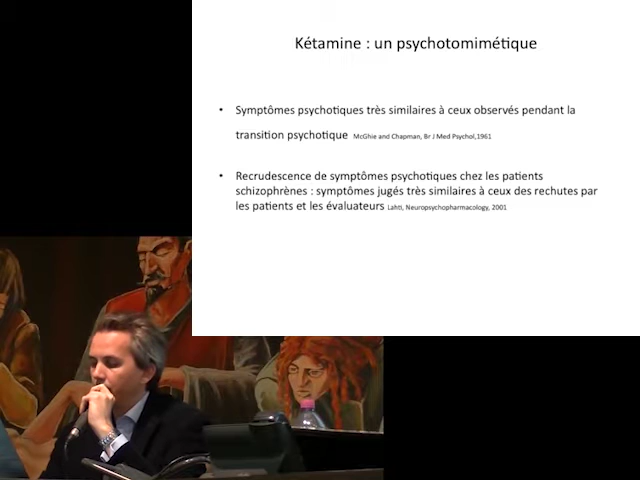 Kétamine : un psychotomimétique
• Symptômes psychotiques très similaires à ceux observés pendant la
transition psychotique McGhie and Chapman, Br J Med Psychol,1961
• Recrudescence de symptômes psychotiques chez les patients
schizophrènes : symptômes jugés très similaires à ceux des rechutes par
les patients et les évaluateurs Lahti, Neuropsychopharmacology, 2001